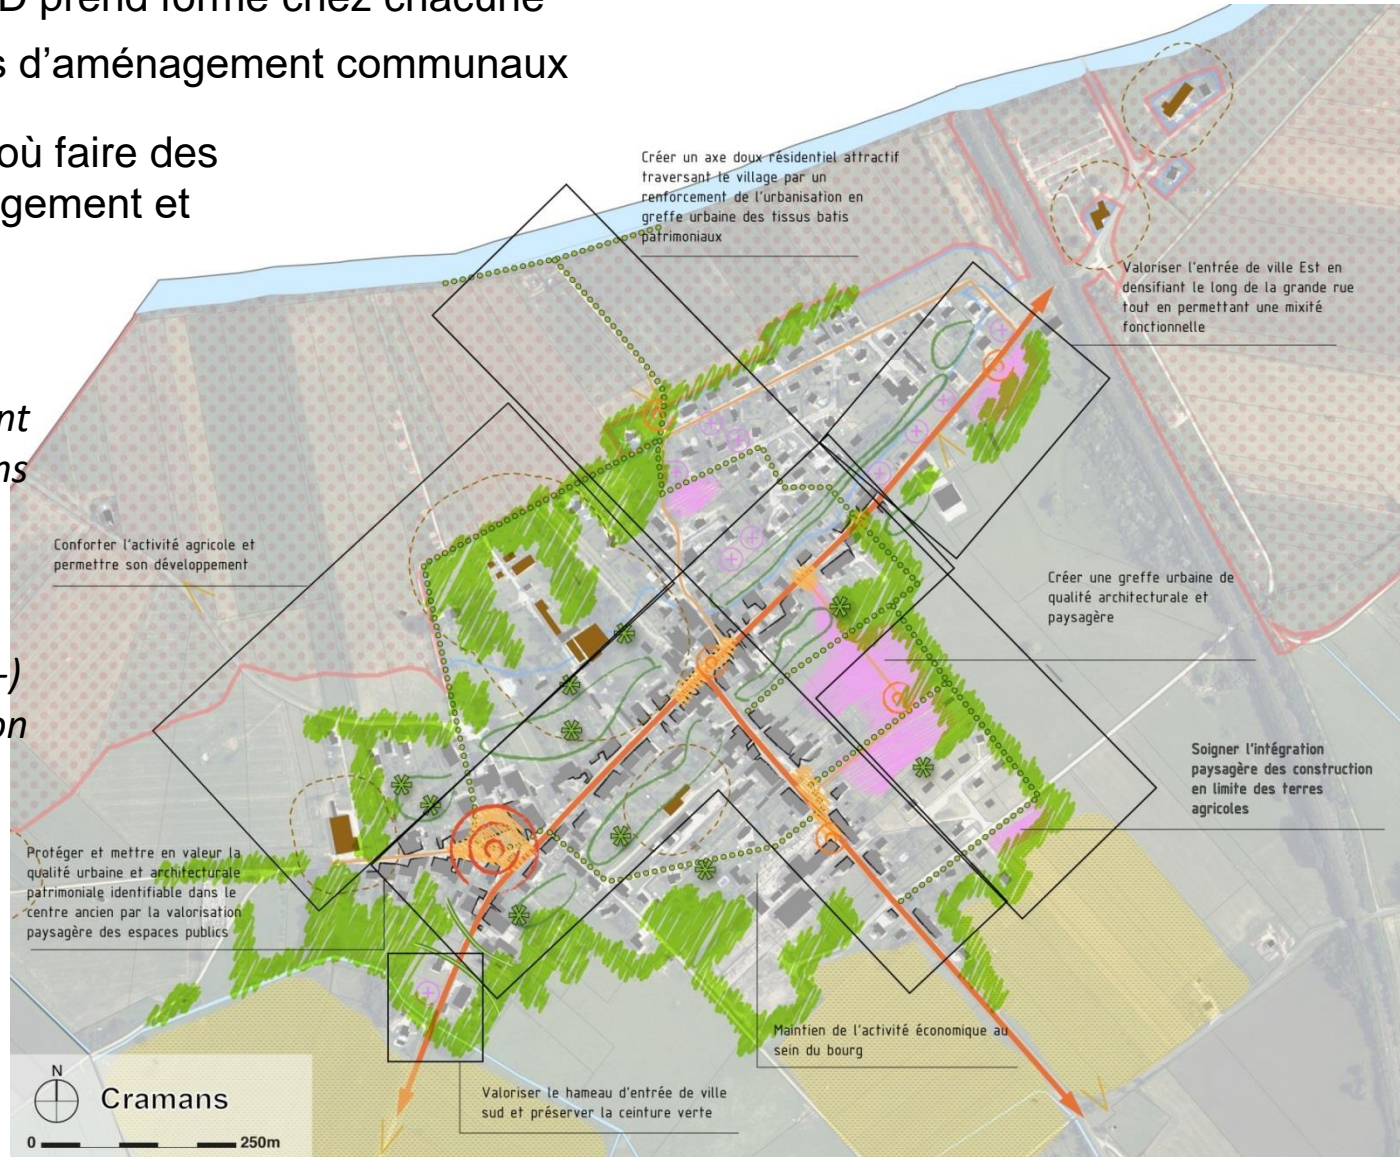 D prend forme chez chacune
s d’aménagement communaux
où faire des
gement et
nt
ns
-)
on
Créer un axe doux résidentiel attractif
traversant le village par un
renforcement de l'urbanisation en
greffe urbaine des tissus batis
patrimoniaux
Valoriser l'entrée de ville Est en
densifiant le long de la grande rue
tout en permettant une mixité
fonctionnelle
Conforter l'activité agricole et
permettre son développement
Créer une greffe urbaine de
qualité architecturale et
paysagère
Soigner l'intégration
paysagère des construction
en limite des terres
agricoles
Protéger et mettre en valeur la
qualité urbaine et architecturale
patrimoniale identifiable dans le
centre ancien par la valorisation
paysagère des espaces publics
Maintien de l'activité économique au
sein du bourg
Valoriser le hameau d'entrée de ville
sud et préserver la ceinture verte
N
Cramans
0 250m